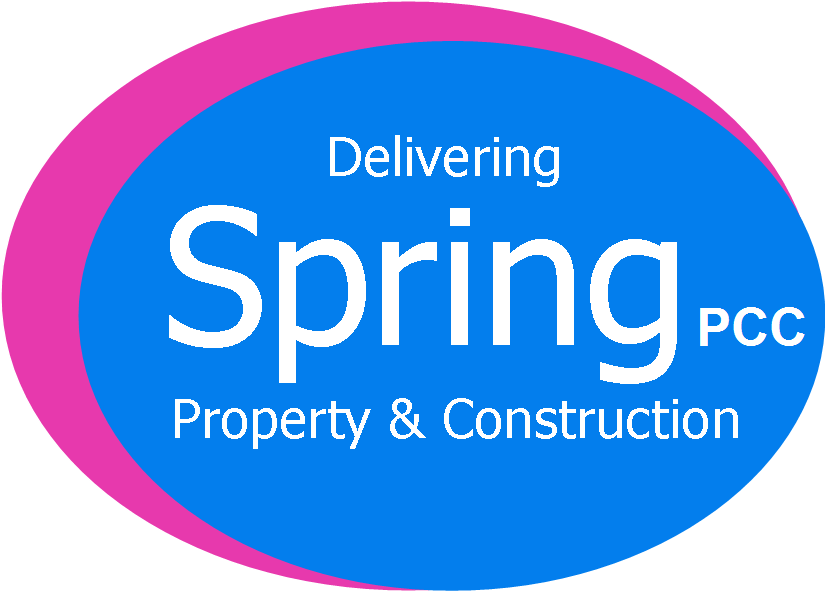 Delivering
Spring PCC
Property & Construction